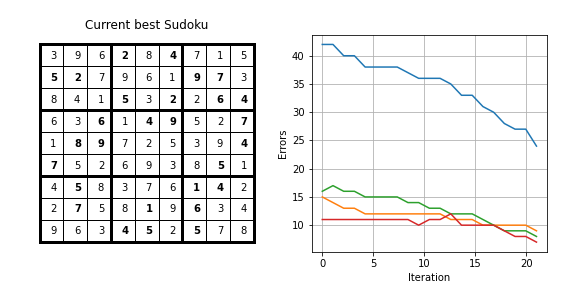 Current best Sudoku
3 9 6 2 8 4 7 1 5
5 2 7 9 6 1 9 7 3
8 4 1 5 3 2 2 6 4
6 3 6 1 4 9 5 2 7
1 8 9 7 2 5 3 9 4
7 5 2 6 9 3 8 5 1
4 5 8 3 7 6 1 4 2
2 7 5 8 1 9 6 3 4
9 6 3 4 5 2 5 7 8
Errors
40
35
30
25
20
15
10
0 5 10 15 20
Iteration